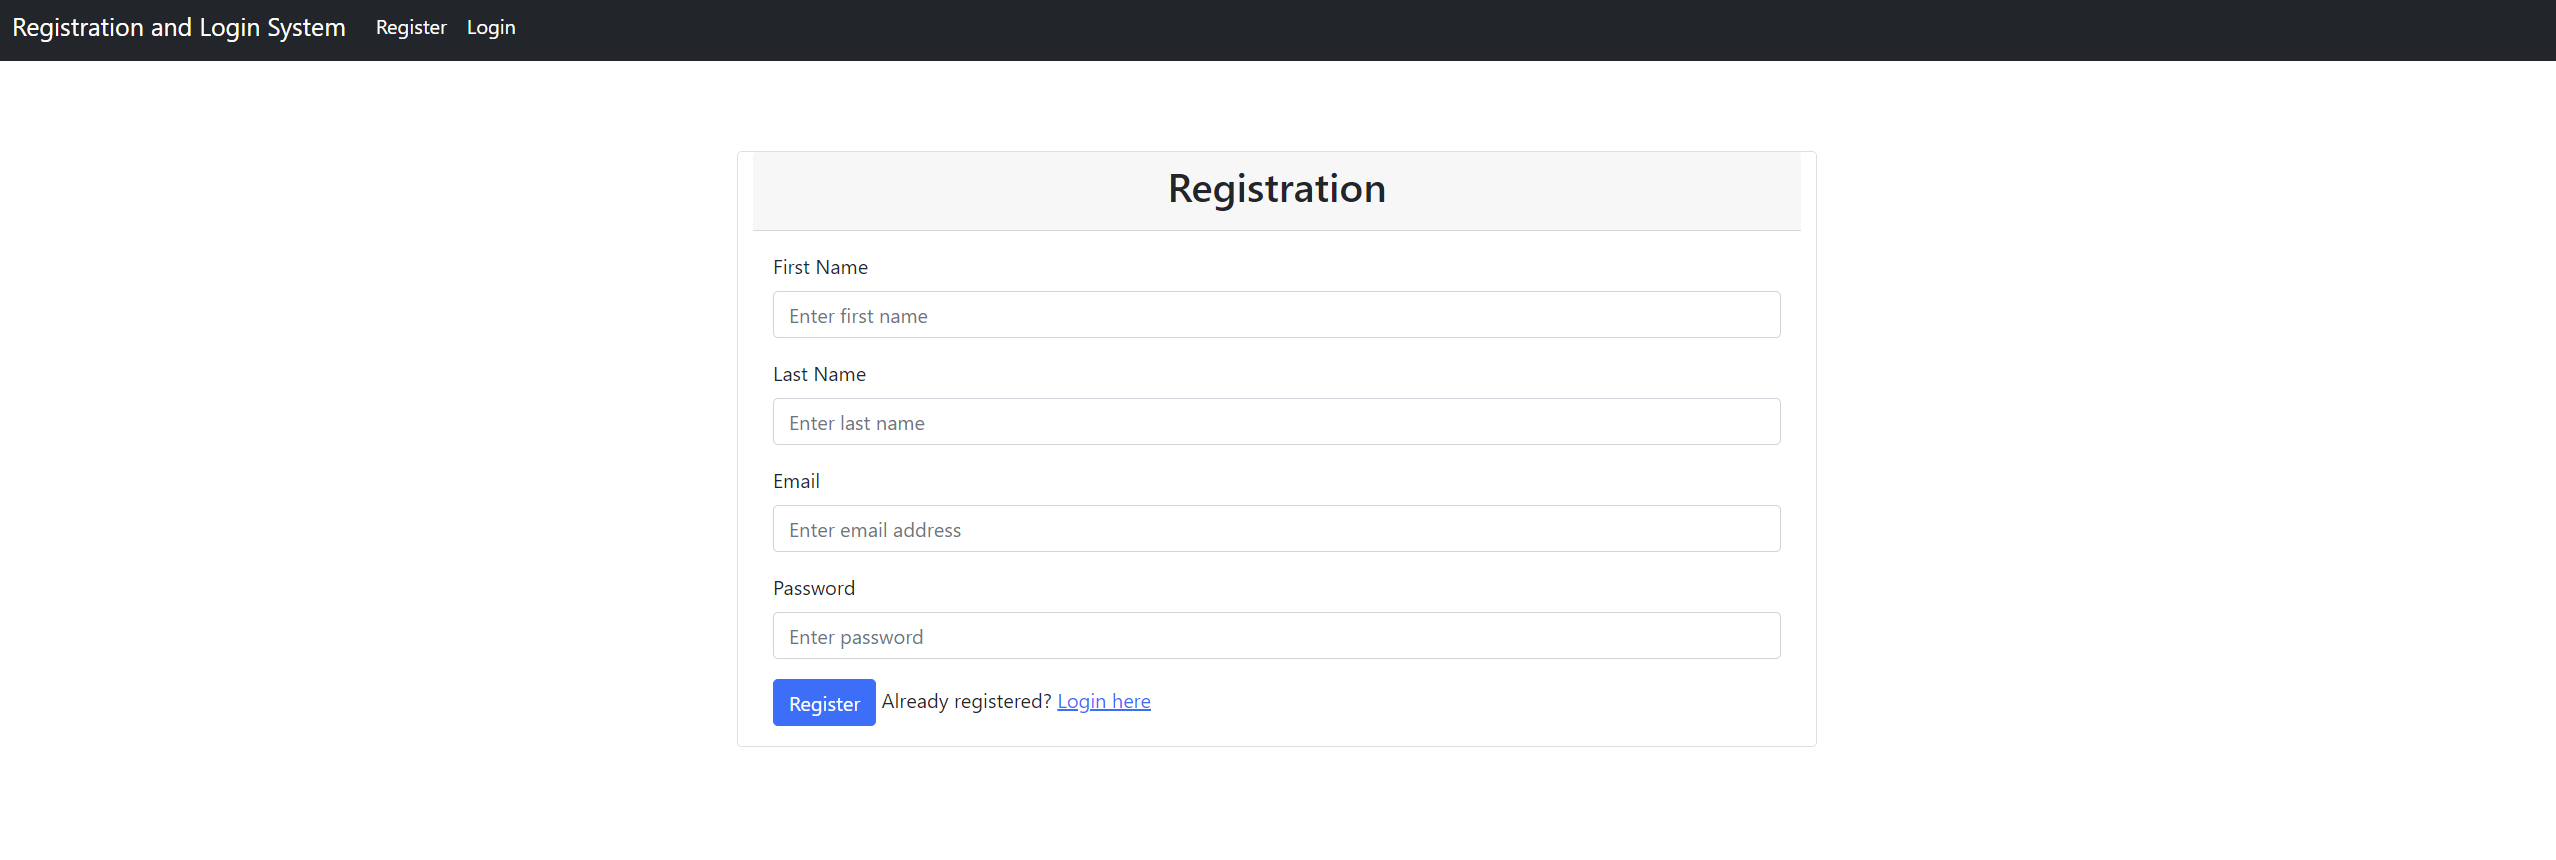 Registration and Login System Register Login
Registration
First Name
Enter first name
Last Name
Enter last name
Email
Enter email address
Password
Enter password
Register Already registered? Login here